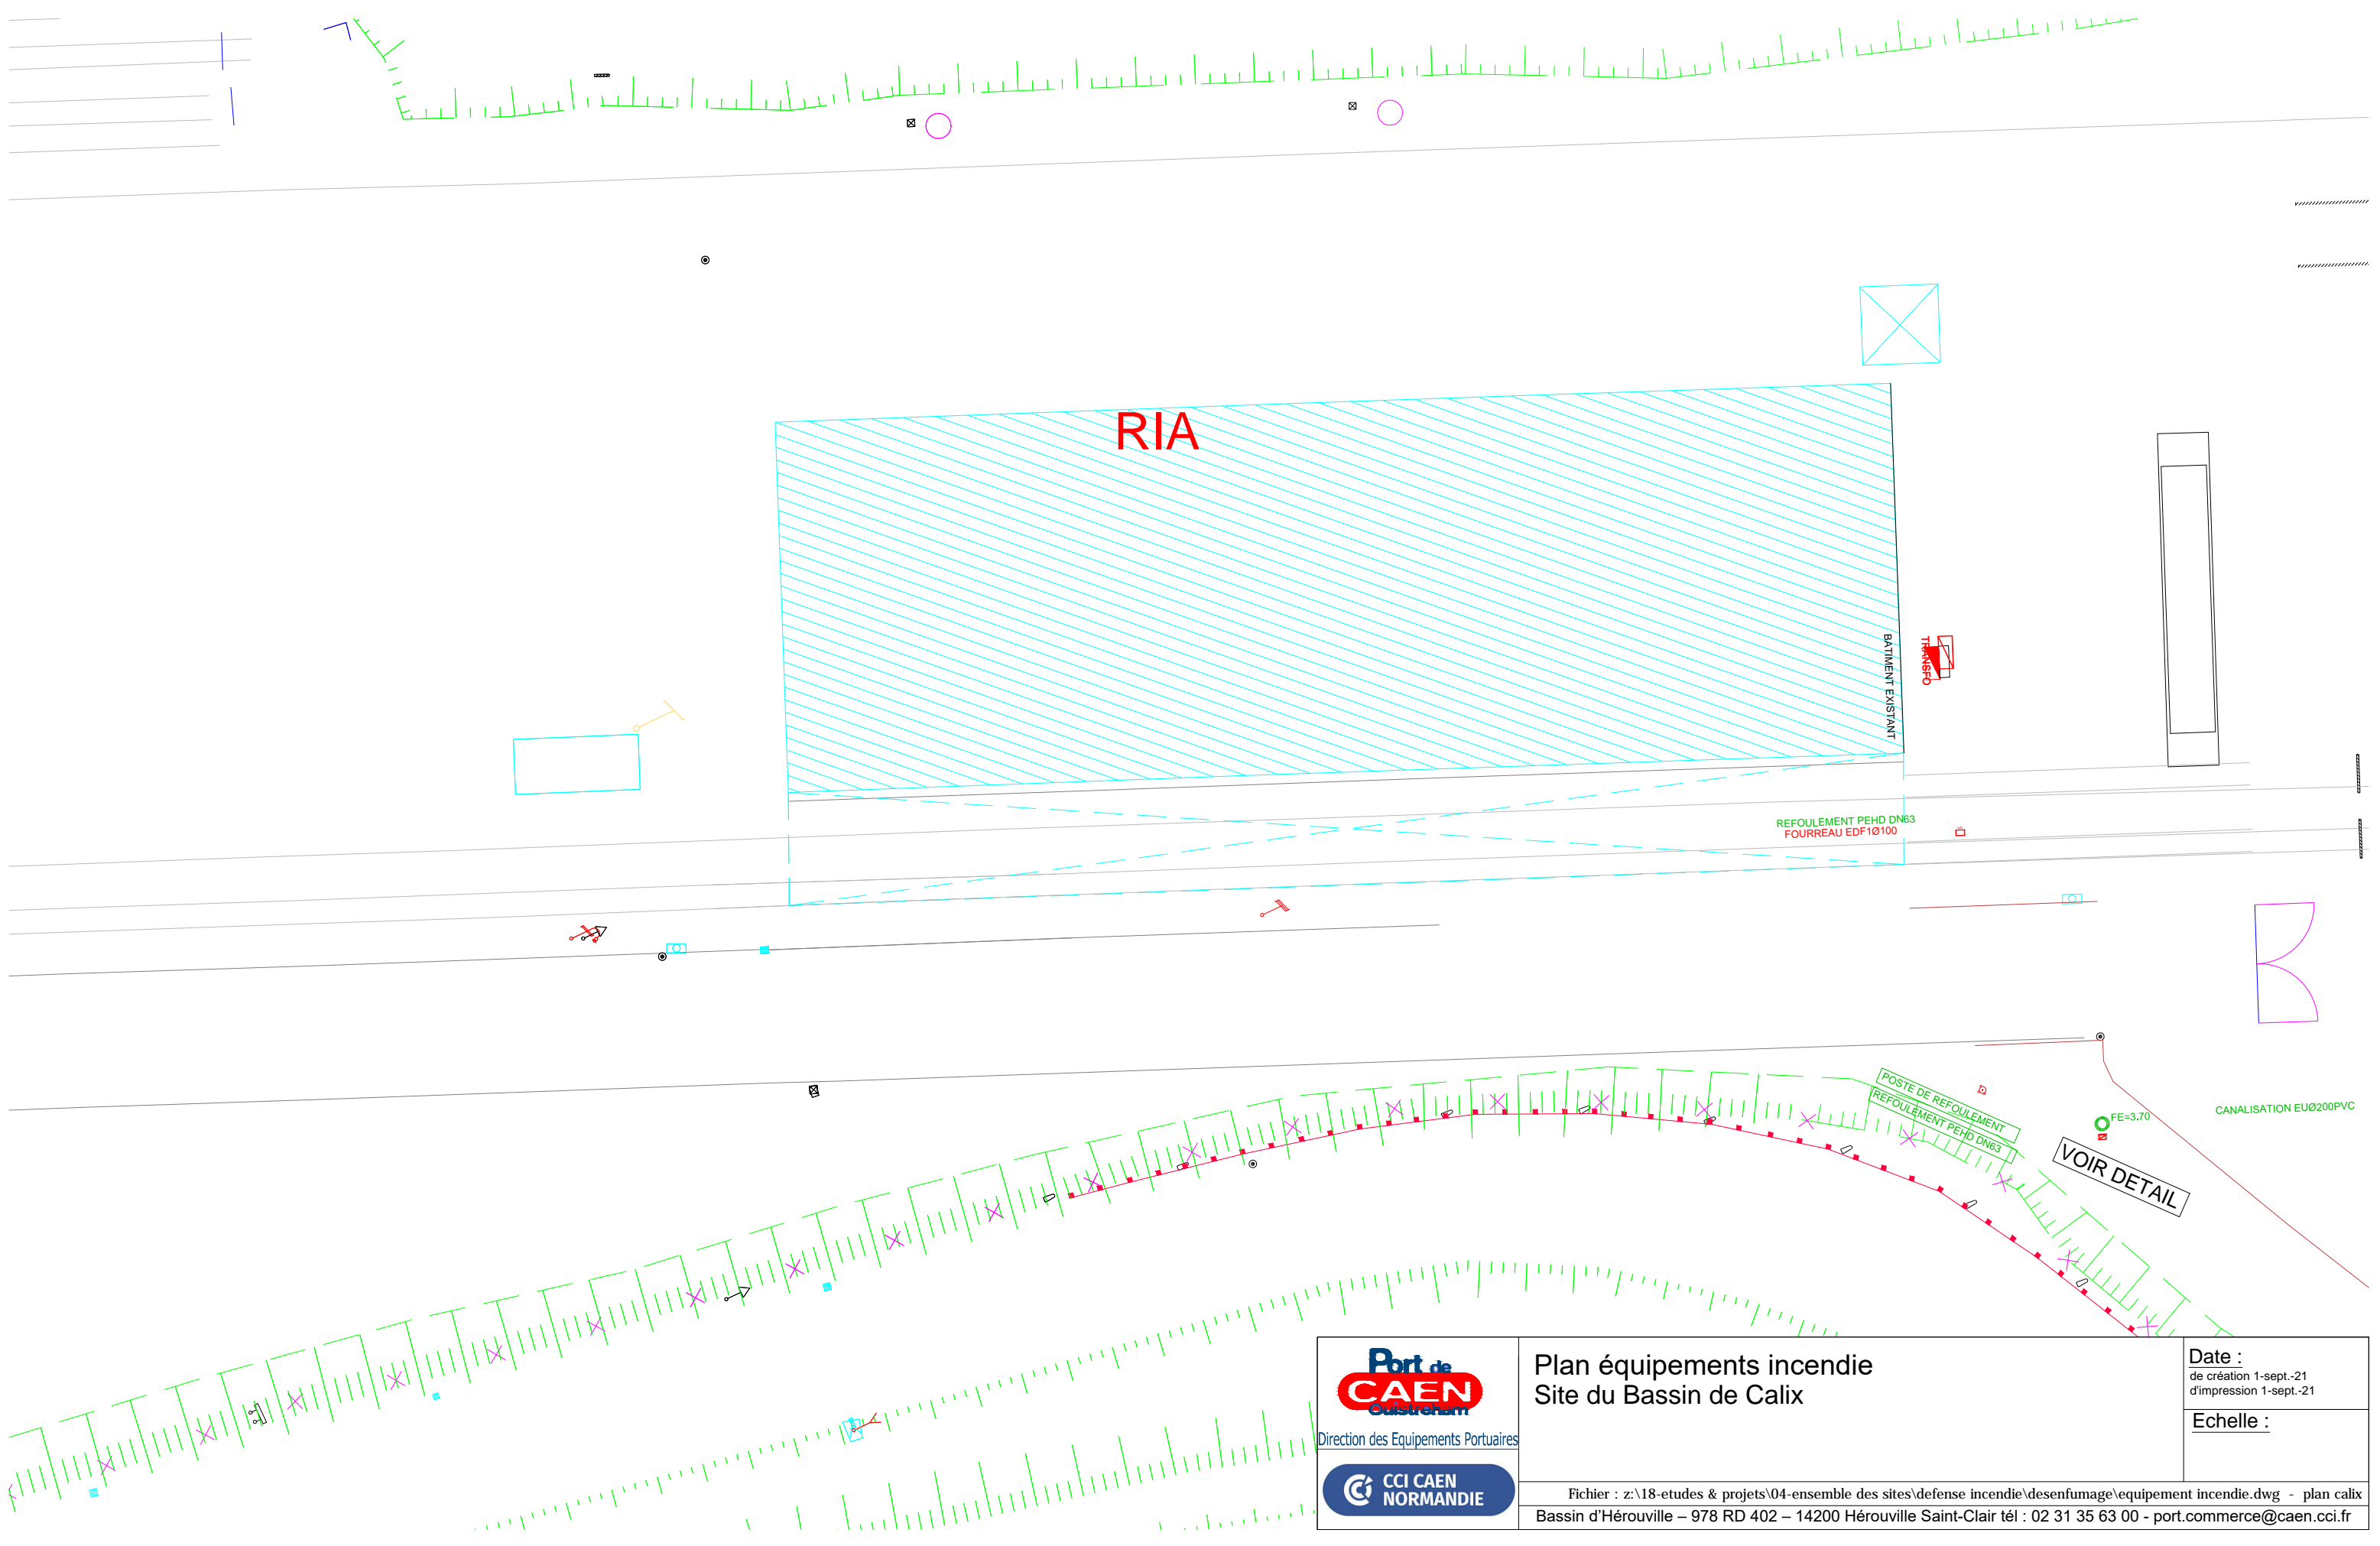 RIA
BATIMENT EXISTANT
TRANSFO
REFOULEMENT PEHD DN63
FOURREAU EDF1Ø100
POSTE DE REFOULEMENT
REFOULEMENT PEHD DN63
FE=3.70
CANALISATION EUØ200PVC
VOIR DETAIL
Port de
CAEN
Ouistreham
Direction des Equipements Portuaires
CCI CAEN
NORMANDIE
Plan équipements incendie
Site du Bassin de Calix
Date :
de création 1-sept.-21
d'impression 1-sept.-21
Echelle :
Fichier : z:\18-etudes & projets\04-ensemble des sites\defense incendie\desenfumage\equipement incendie.dwg - plan calix
Bassin d'Hérouville – 978 RD 402 – 14200 Hérouville Saint-Clair tél : 02 31 35 63 00 - port.commerce@caen.cci.fr